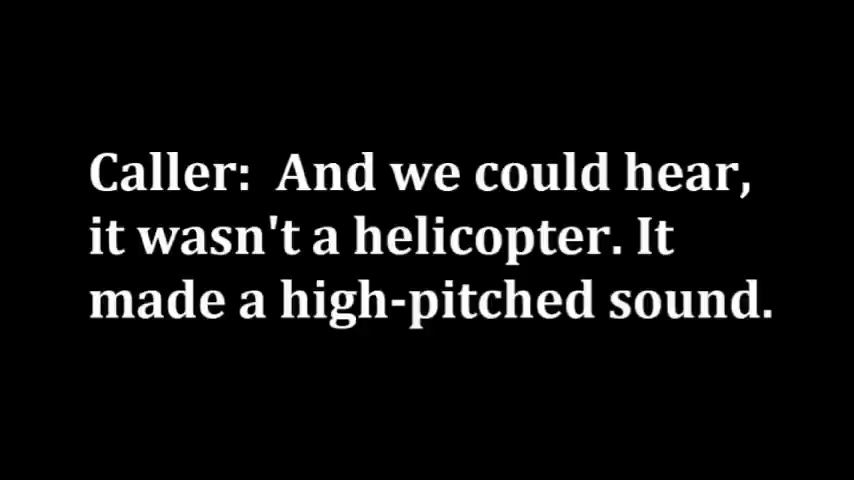 Caller:  And we could hear,
it wasn't a helicopter. It
made a high-pitched sound.